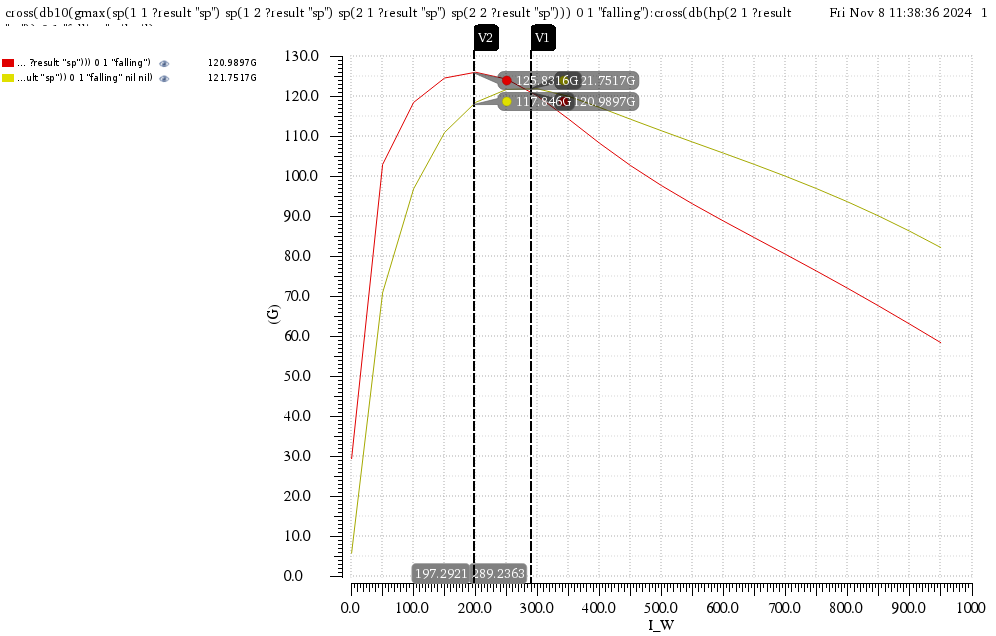 cross(db10(gmax(sp(1 1 ?result "sp") sp(1 2 ?result "sp") sp(2 1 ?result "sp") sp(2 2 ?result "sp"))) 0 1 "falling"):cross(db(hp(2 1 ?result
Fri Nov 8 11:38:36 2024 1
V2 V1
... ?result "sp"))) 0 1 "falling") 120.9897G
...ult "sp")) 0 1 "falling" nil nil) 121.7517G
130.0
125.8316G 21.7517G
120.0
117.846G 120.9897G
110.0
100.0
90.0
80.0
70.0
(G)
60.0
50.0
40.0
30.0
20.0
10.0
0.0
197.2921 289.2363
0.0 100.0 200.0 300.0 400.0 500.0 600.0 700.0 800.0 900.0 1000
I_W